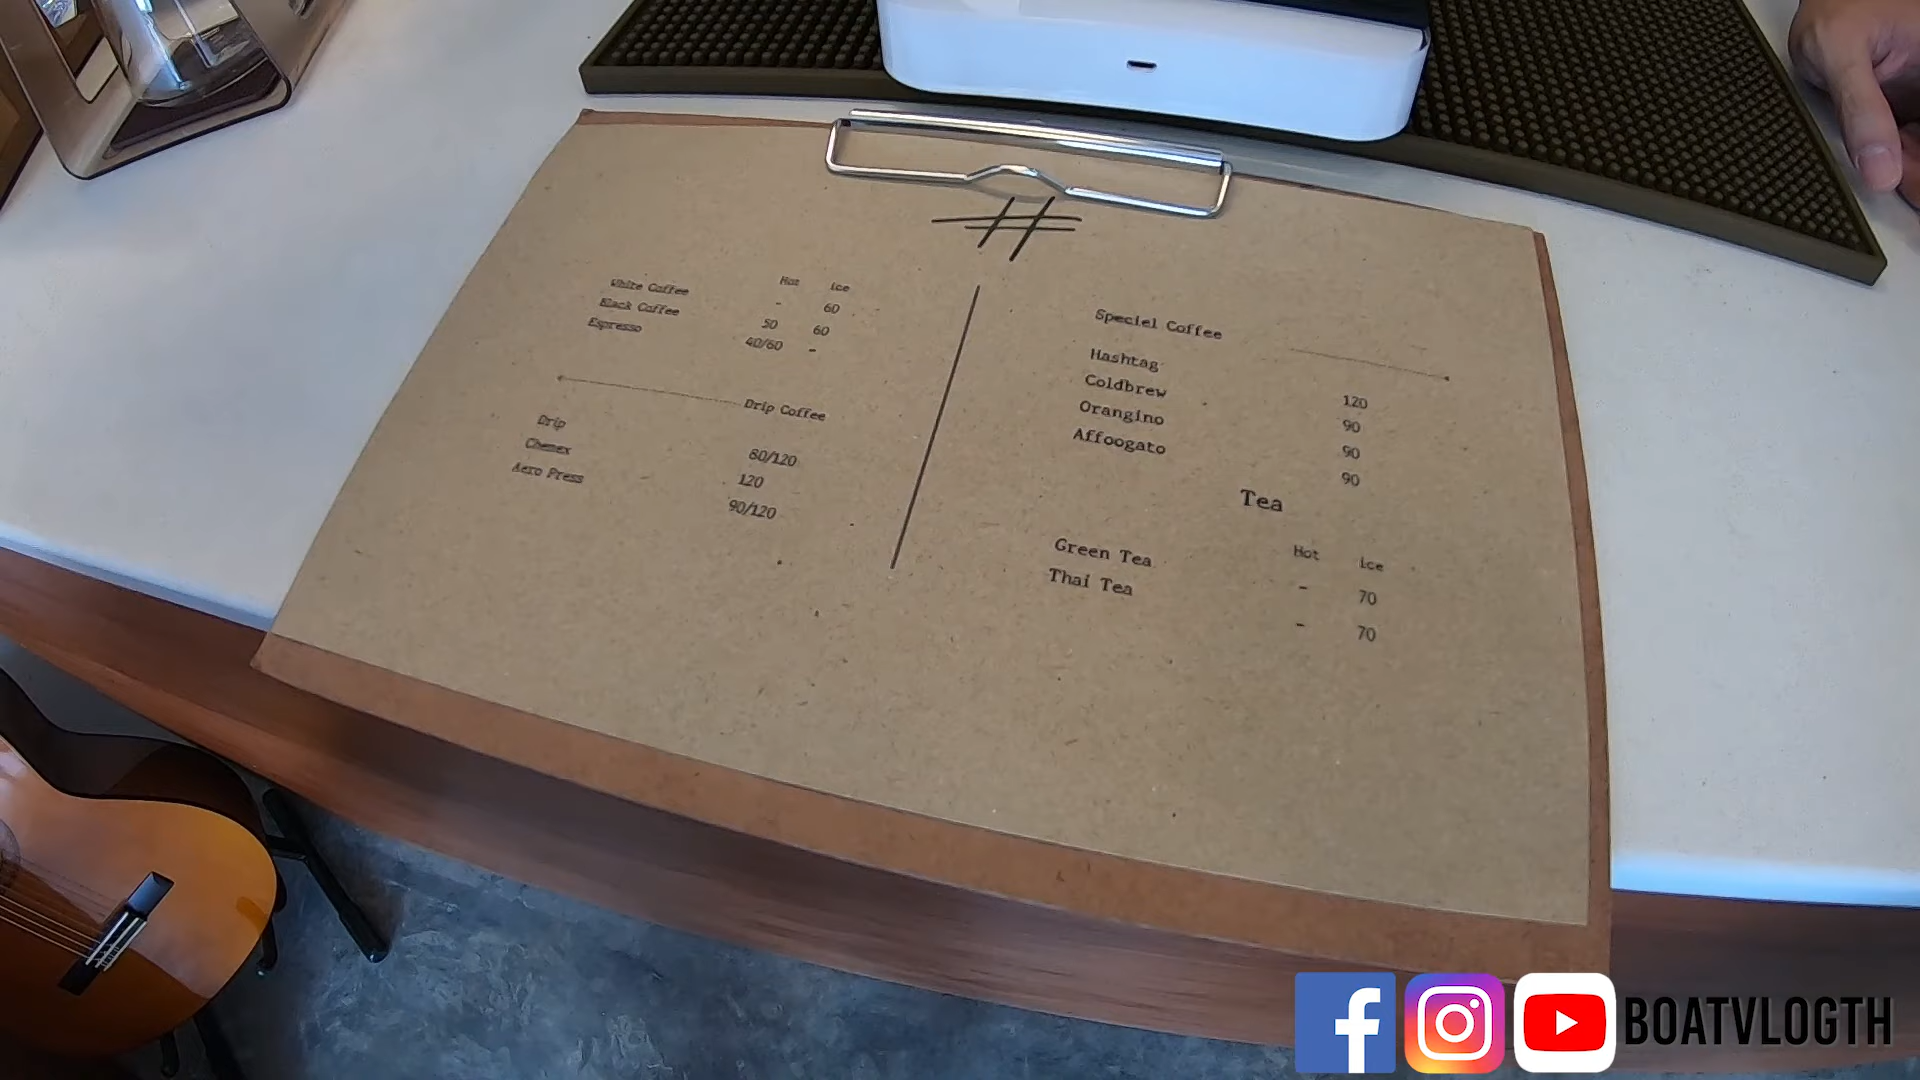 #
Hot ice
White Coffee - 60
Black Coffee 50 60
Espresso 40/60 -
Drip Coffee
Drip 80/120
Chemex 120
Aero Press 90/120
Speciel Coffee
Hashtag 120
Coldbrew 90
Orangino 90
Affoogato 90
Tea
Hot ice
Green Tea - 70
Thai Tea - 70
BOATVLOGTH